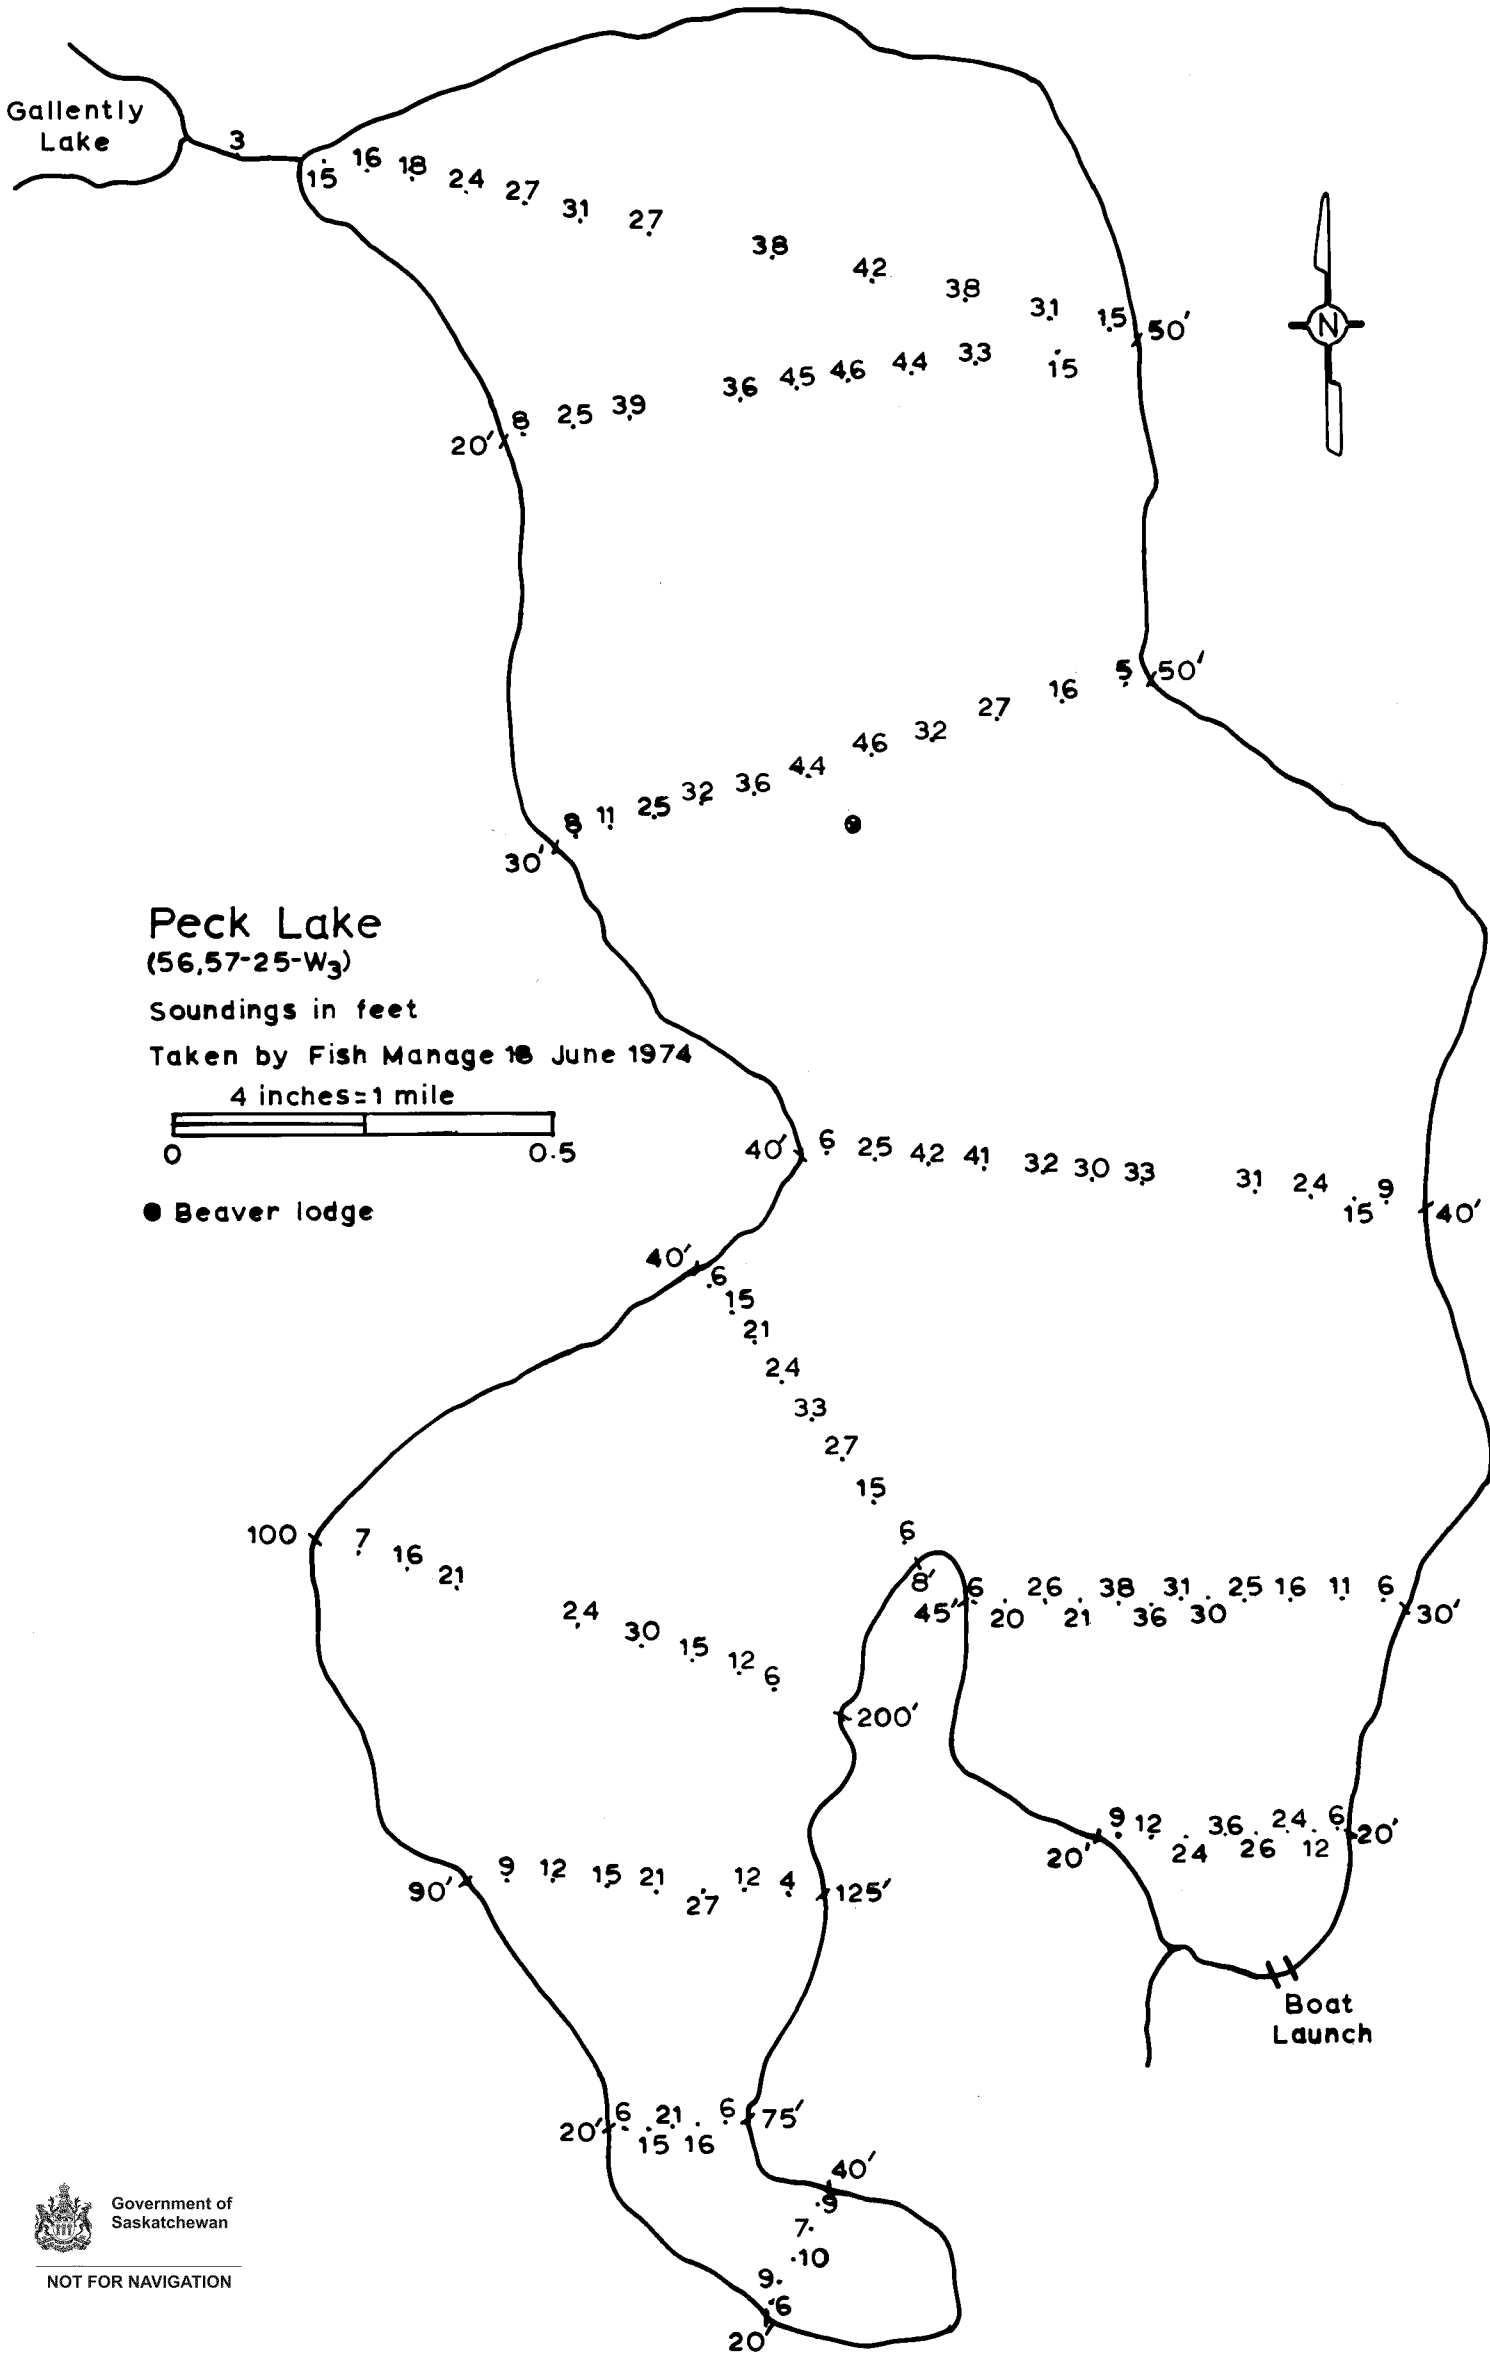 Gallently
Lake
3
15 16 18 24 27 31 27 38 42 38 31 15 50'
N
20' 8 25 39 36 45 46 44 33 15
30' 8 11 25 32 36 44 46 32 27 16 5 50'
Peck Lake
(56,57-25-W3)
Soundings in feet
Taken by Fish Manage 18 June 1974
4 inches=1 mile
0 0.5
Beaver lodge
40' 6 25 42 41 32 30 33 31 24 15 9 40'
40'
6
15
21
24
33
27
15
6
8'
100 7 16 21 24 30 15 12 6 200'
45' 6 20 26 21 38 36 31 30 25 16 11 6 30'
20' 9 12 24 36 26 24 12 6 20'
90' 9 12 15 21 27 12 4 125'
Boat
Launch
20' 6 15 21 16 6 75'
40'
9
7
10
9
6
20'
Government of
Saskatchewan
NOT FOR NAVIGATION